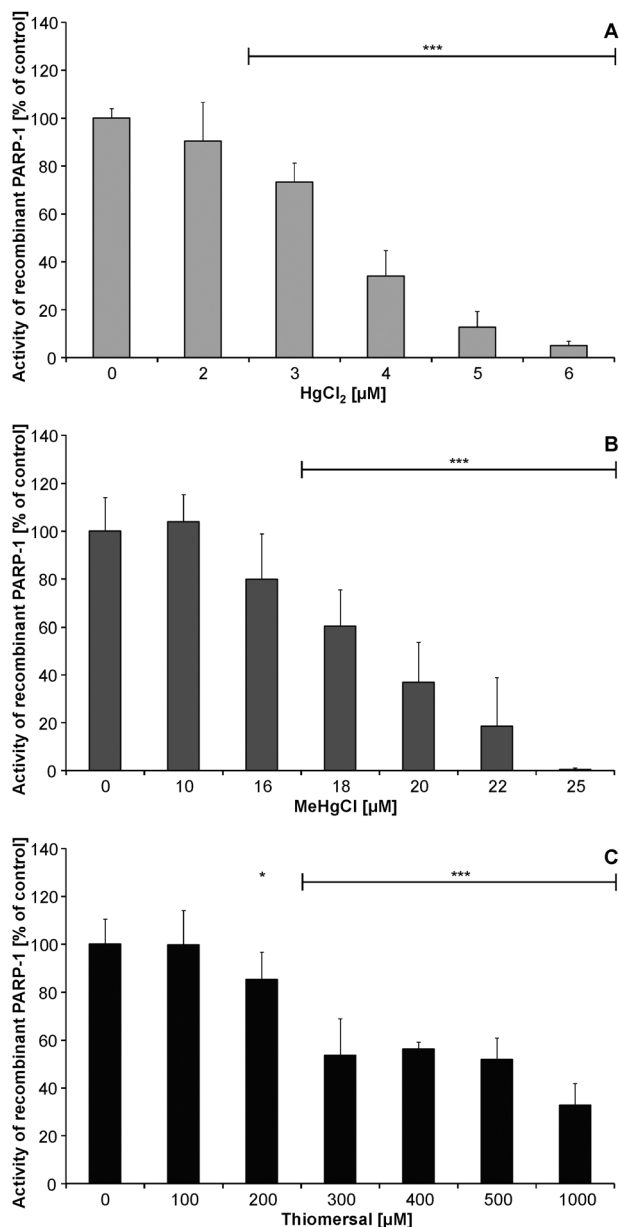 A
Activity of recombinant PARP-1 [% of control]
140
120
100
80
60
40
20
0
***
0 2 3 4 5 6
HgCl₂ [µM]
B
Activity of recombinant PARP-1 [% of control]
140
120
100
80
60
40
20
0
***
0 10 16 18 20 22 25
MeHgCl [µM]
C
Activity of recombinant PARP-1 [% of control]
140
120
100
80
60
40
20
0
* ***
0 100 200 300 400 500 1000
Thiomersal [µM]